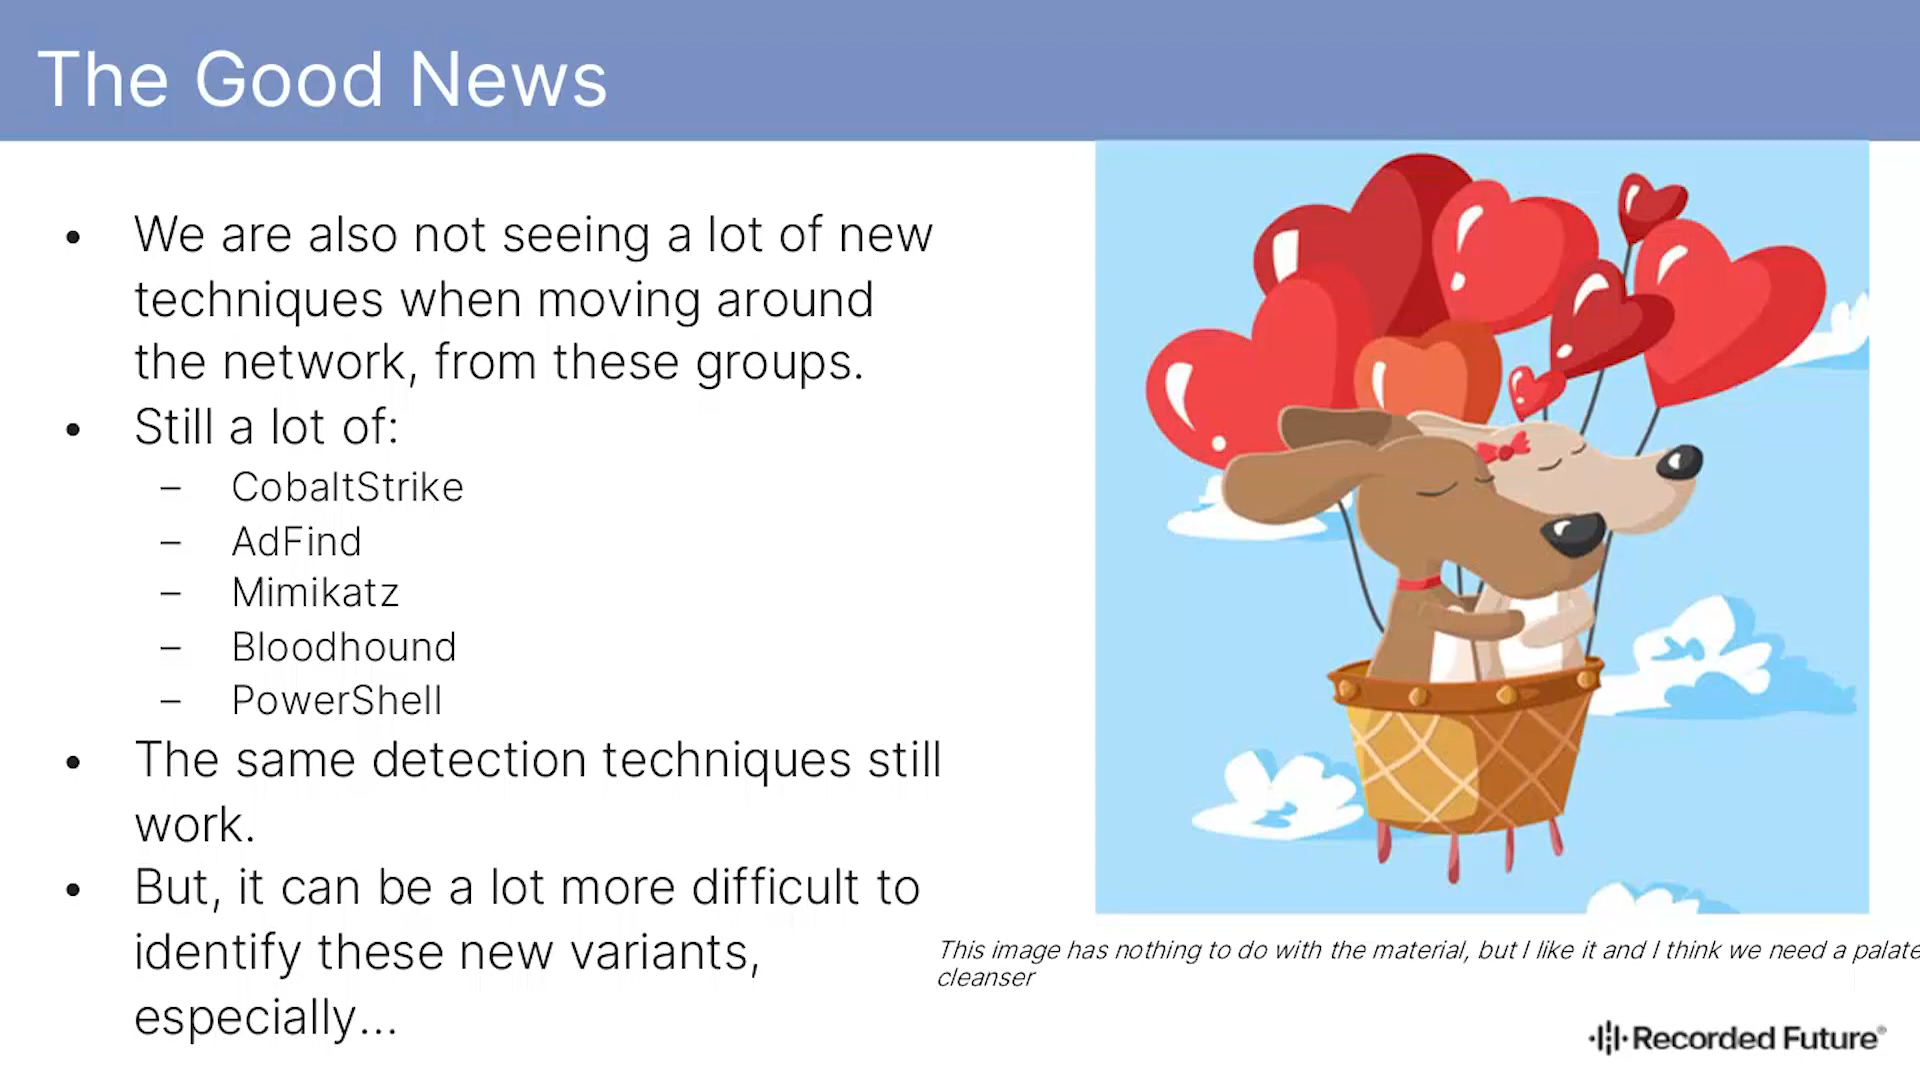 The Good News
• We are also not seeing a lot of new
techniques when moving around
the network, from these groups.
• Still a lot of:
– CobaltStrike
– AdFind
– Mimikatz
– Bloodhound
– PowerShell
• The same detection techniques still
work.
• But, it can be a lot more difficult to
identify these new variants,
especially...
This image has nothing to do with the material, but I like it and I think we need a palate
cleanser
Recorded Future®